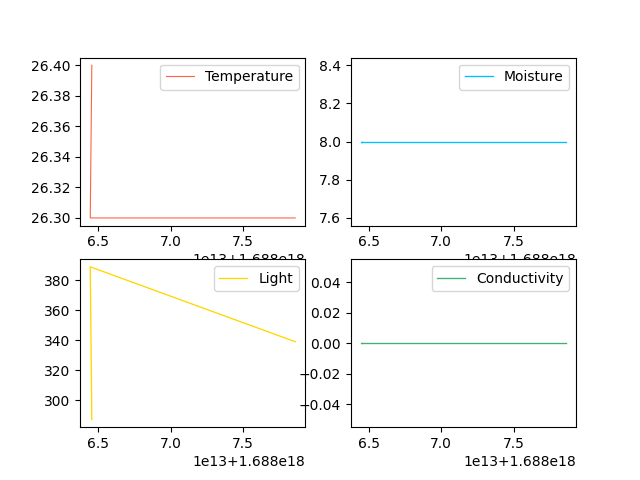 Temperature
26.40
26.38
26.36
26.34
26.32
26.30
6.5 7.0 7.5
1e13+1.688e18
Moisture
8.4
8.2
8.0
7.8
7.6
6.5 7.0 7.5
1e13+1.688e18
Light
380
360
340
320
300
6.5 7.0 7.5
1e13+1.688e18
Conductivity
0.04
0.02
0.00
−0.02
−0.04
6.5 7.0 7.5
1e13+1.688e18